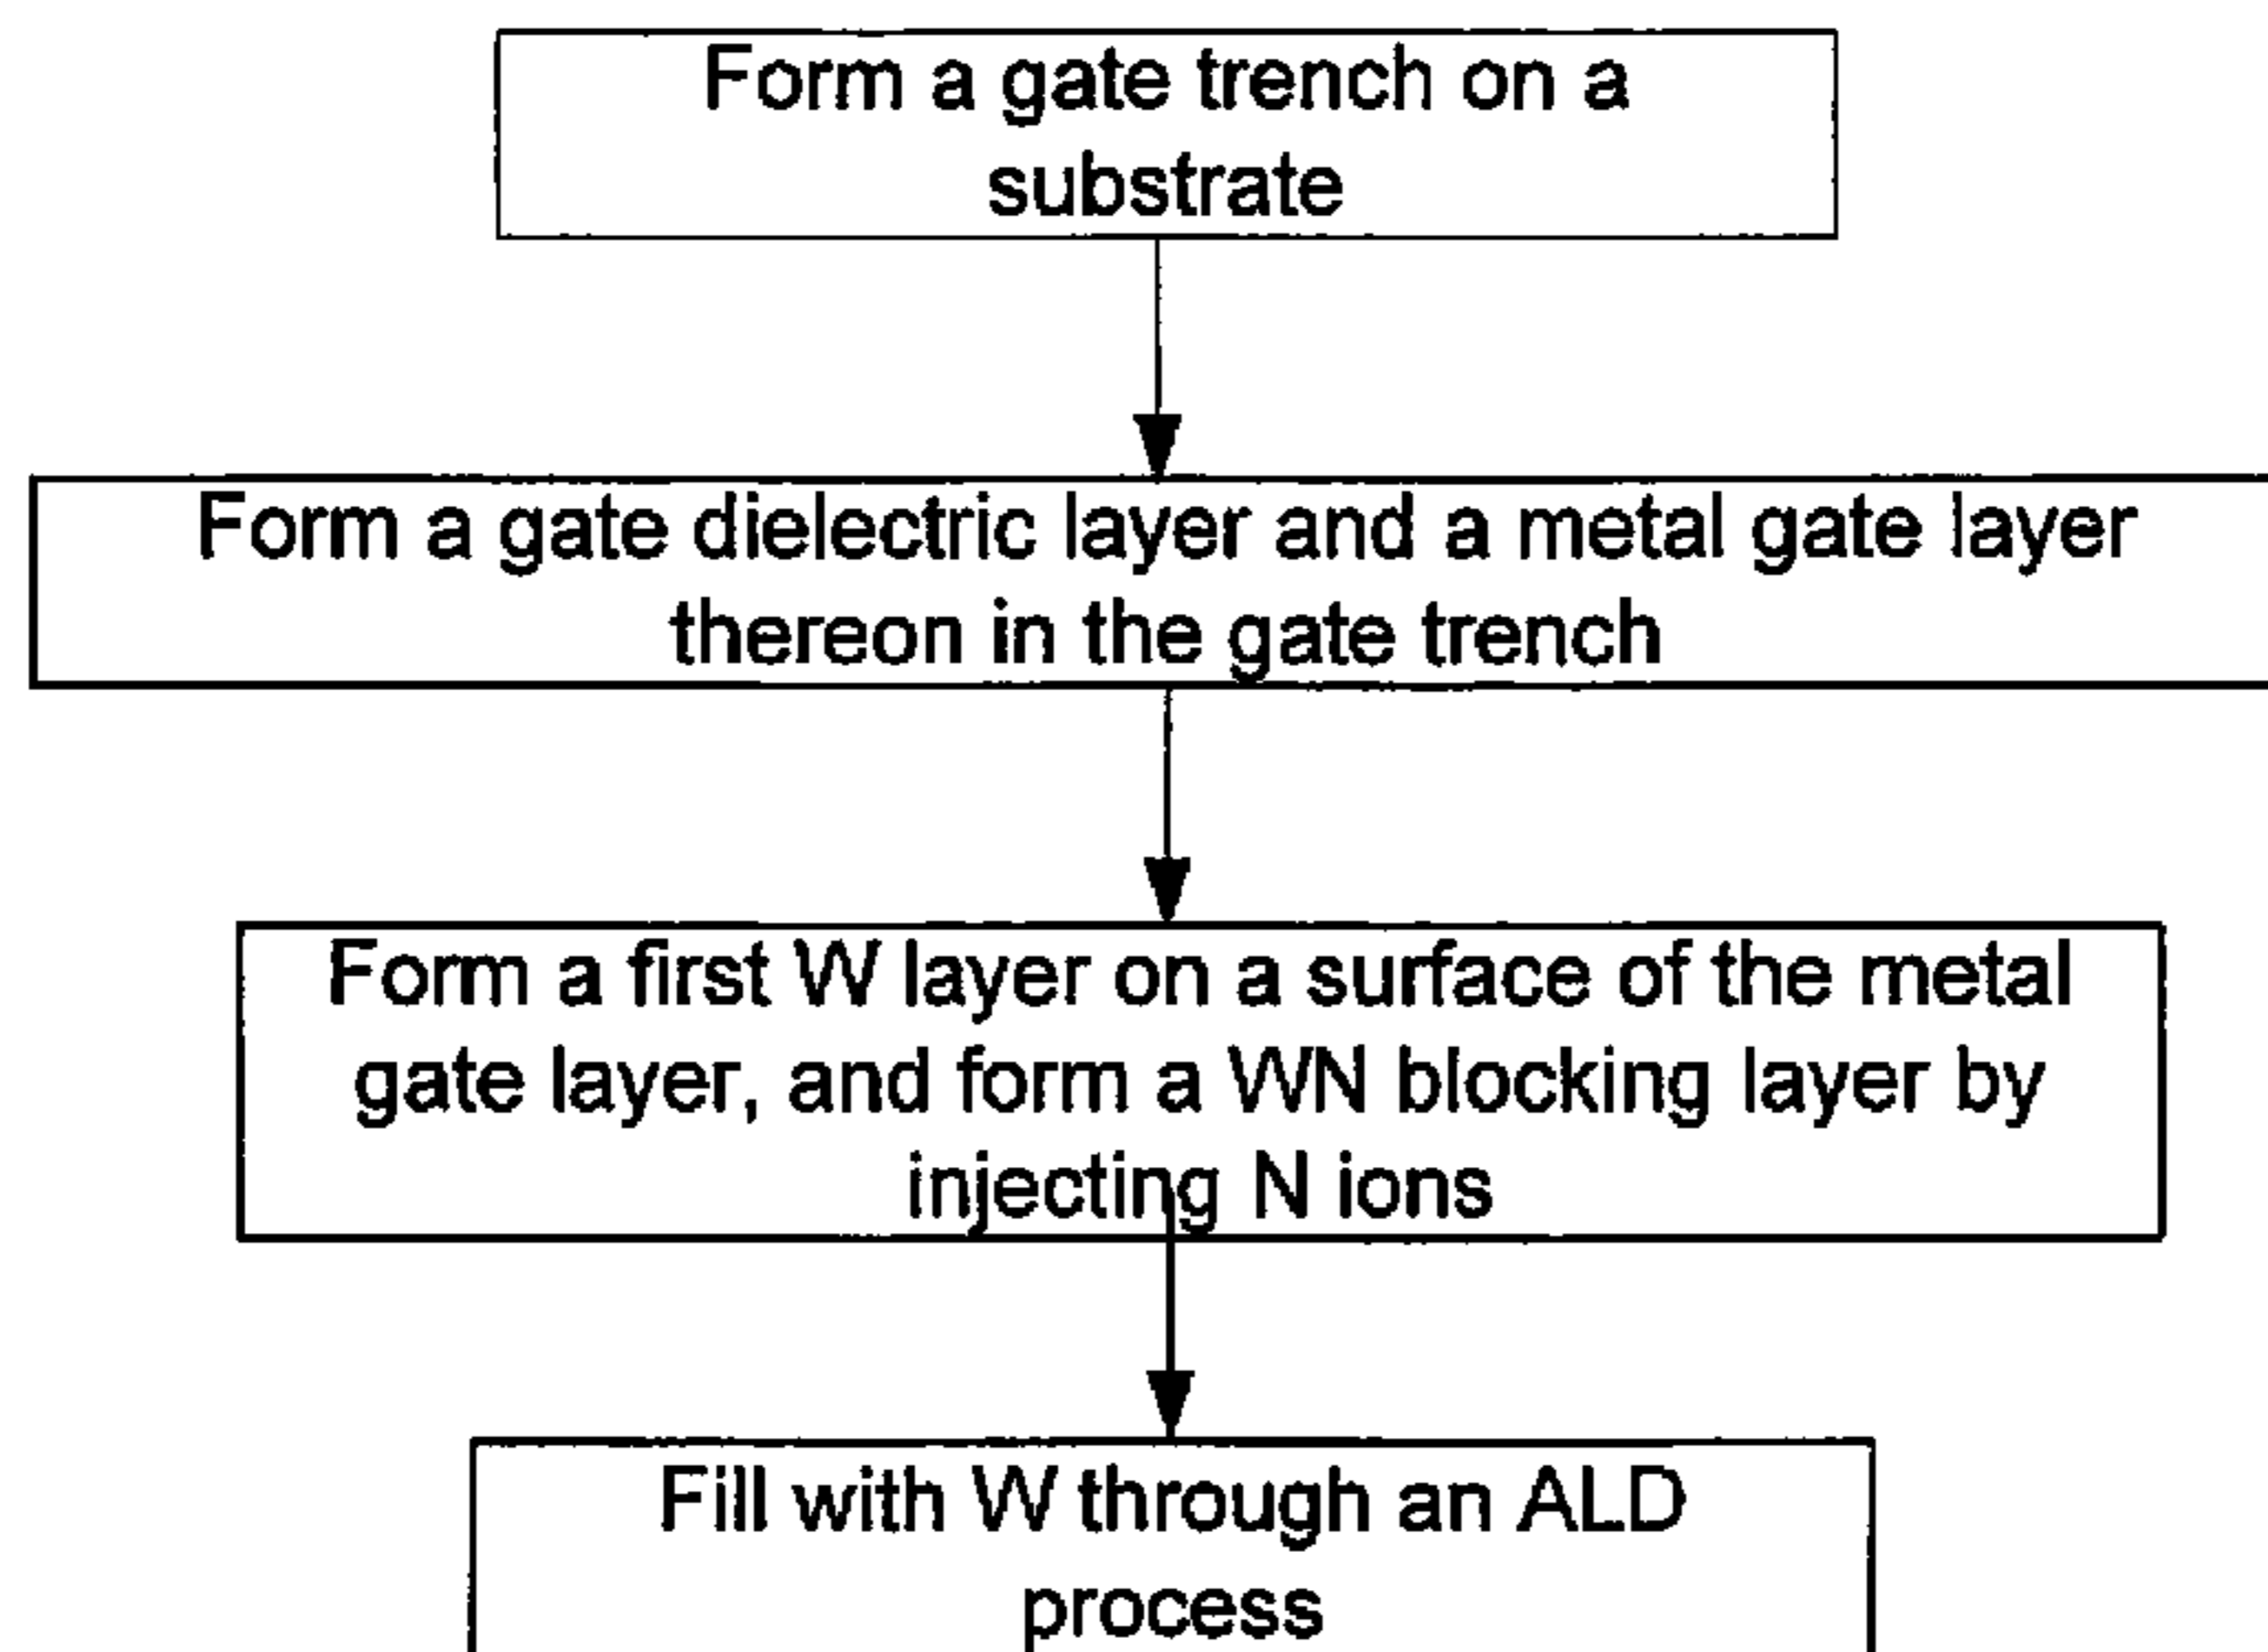 Form a gate trench on a
substrate
Form a gate dielectric layer and a metal gate layer
thereon in the gate trench
Form a first W layer on a surface of the metal
gate layer, and form a WN blocking layer by
injecting N ions
Fill with W through an ALD
process